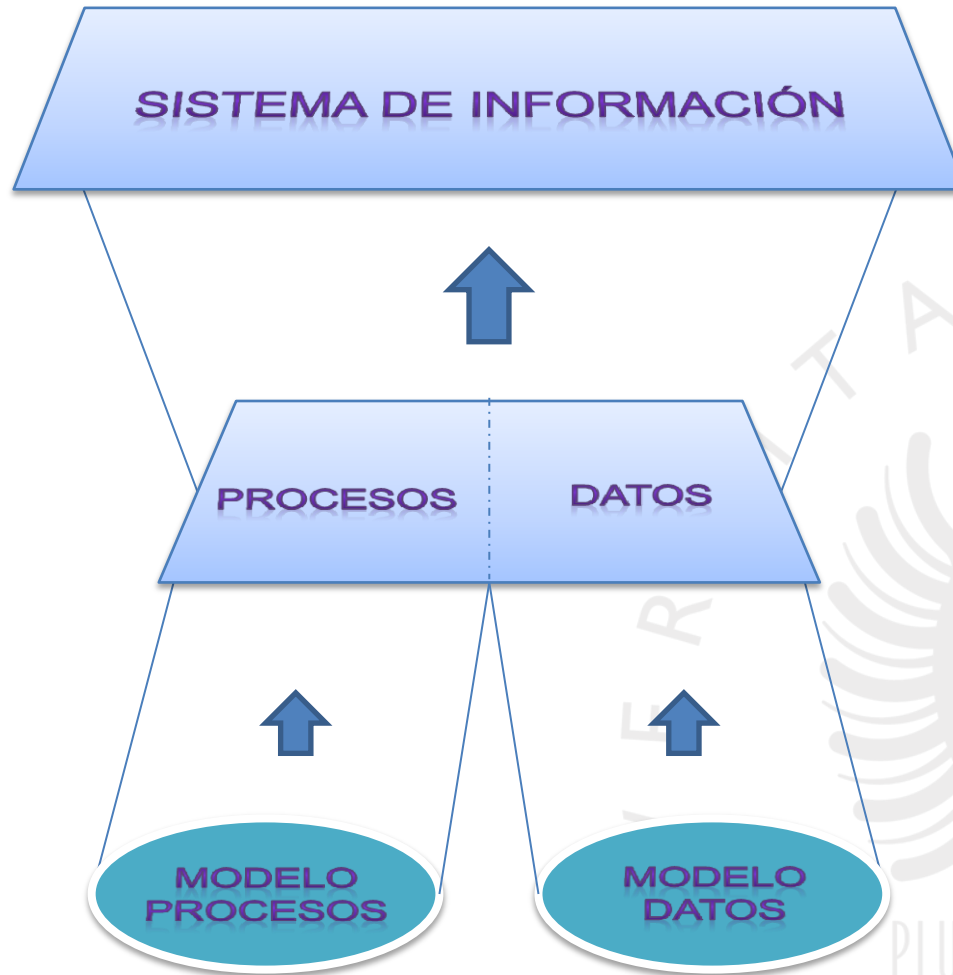 SISTEMA DE INFORMACIÓN
PROCESOS
DATOS
MODELO
PROCESOS
MODELO
DATOS